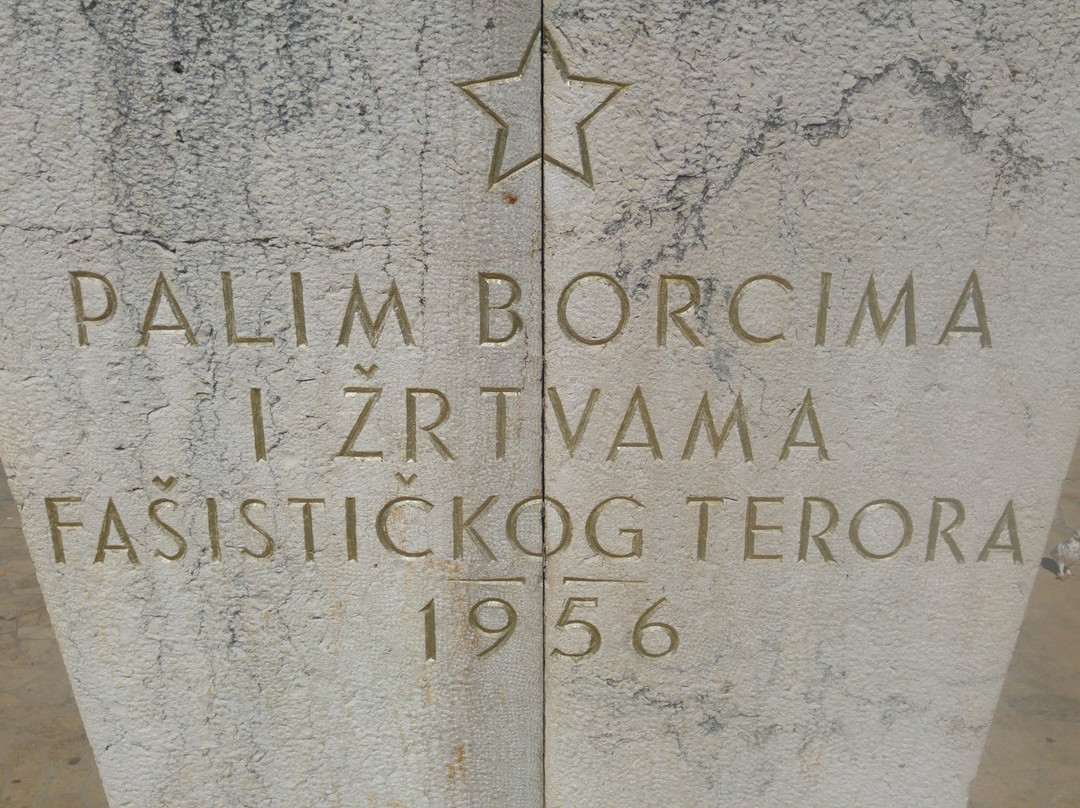 PALIM BORCIMA
I ŽRTVAMA
FAŠISTIČKOG TERORA
1956